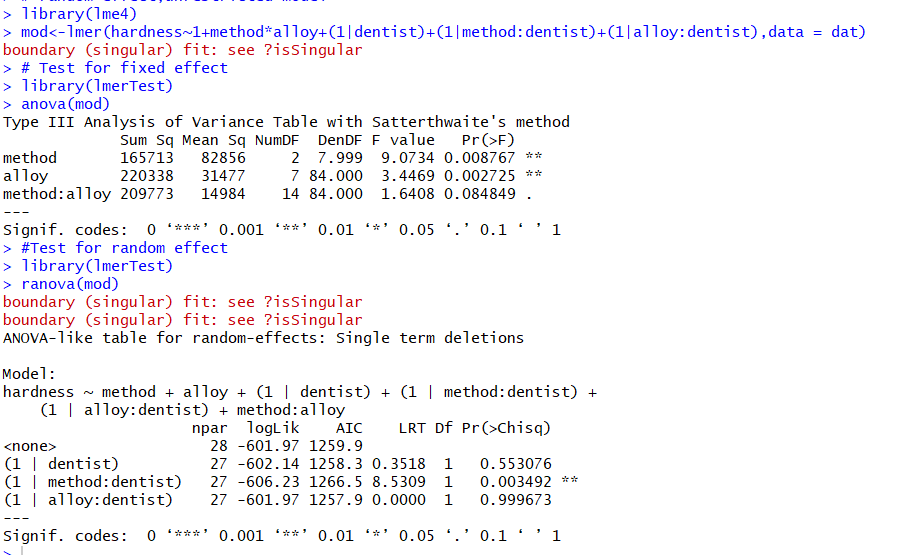 > library(lme4)
> mod<-lmer(hardness~1+method*alloy+(1|dentist)+(1|method:dentist)+(1|alloy:dentist),data = dat)
boundary (singular) fit: see ?isSingular
> # Test for fixed effect
> library(lmerTest)
> anova(mod)
Type III Analysis of Variance Table with Satterthwaite's method
             Sum Sq Mean Sq NumDF  DenDF F value   Pr(>F)
method       165713   82856     2  7.999  9.0734 0.008767 **
alloy        220338   31477     7 84.000  3.4469 0.002725 **
method:alloy 209773   14984    14 84.000  1.6408 0.084849 .
---
Signif. codes:  0 ‘***’ 0.001 ‘**’ 0.01 ‘*’ 0.05 ‘.’ 0.1 ‘ ’ 1
> #Test for random effect
> library(lmerTest)
> ranova(mod)
boundary (singular) fit: see ?isSingular
boundary (singular) fit: see ?isSingular
ANOVA-like table for random-effects: Single term deletions

Model:
hardness ~ method + alloy + (1 | dentist) + (1 | method:dentist) +
    (1 | alloy:dentist) + method:alloy
                     npar  logLik    AIC    LRT Df Pr(>Chisq)
<none>                 28 -601.97 1259.9
(1 | dentist)          27 -602.14 1258.3 0.3518  1   0.553076
(1 | method:dentist)   27 -606.23 1266.5 8.5309  1   0.003492 **
(1 | alloy:dentist)    27 -601.97 1257.9 0.0000  1   0.999673
---
Signif. codes:  0 ‘***’ 0.001 ‘**’ 0.01 ‘*’ 0.05 ‘.’ 0.1 ‘ ’ 1
>